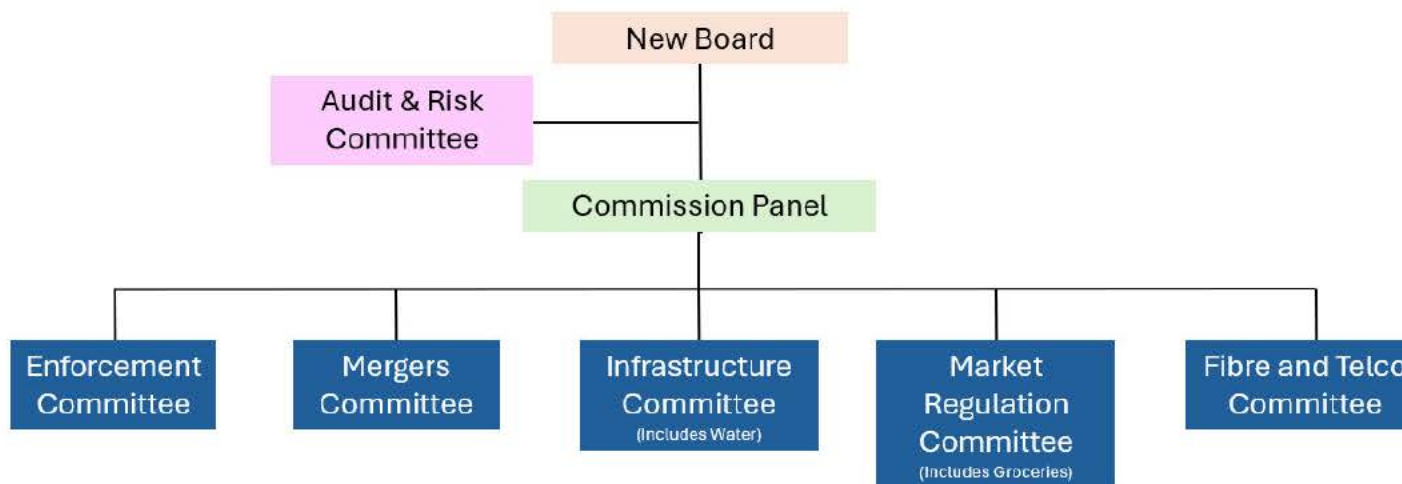 New Board
Audit & Risk
Committee
Commission Panel
Enforcement
Committee
Mergers
Committee
Infrastructure
Committee
(Includes Water)
Market
Regulation
Committee
(Includes Groceries)
Fibre and Telco
Committee